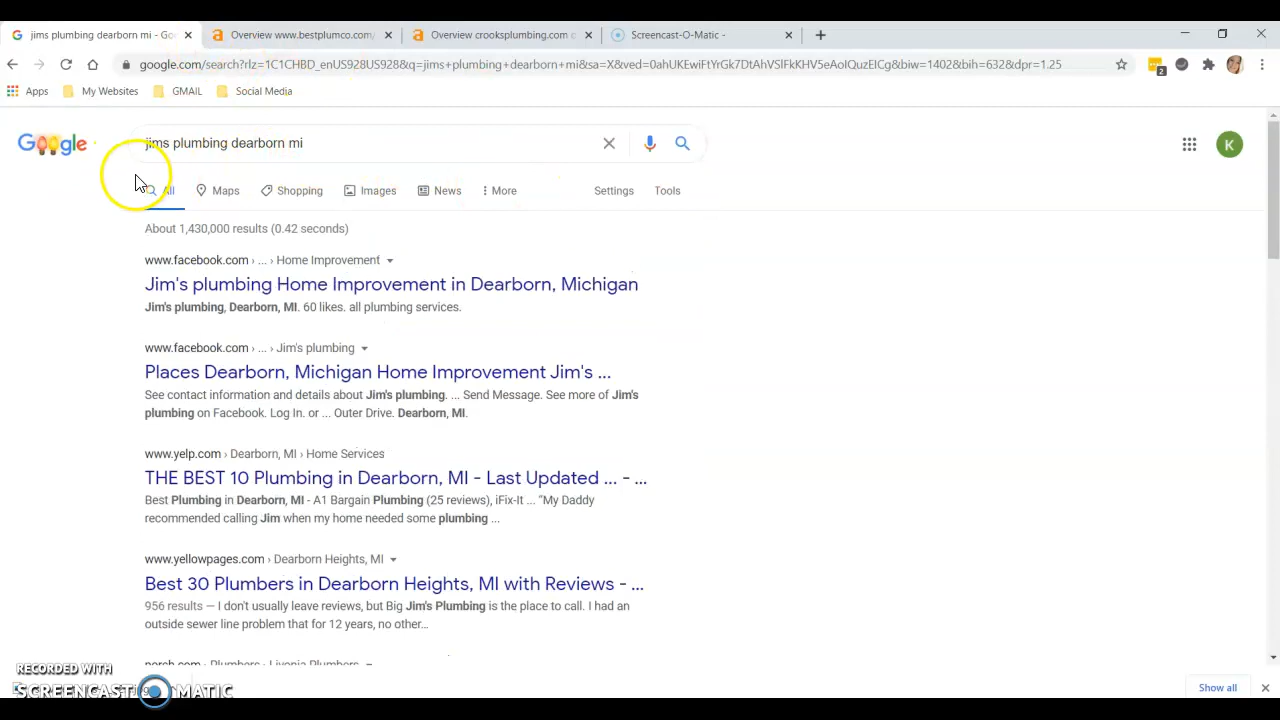 jims plumbing dearborn mi - Goo
Overview www.bestplumco.com/
Overview crooksplumbing.com c
Screencast-O-Matic -
google.com/search?rlz=1C1CHBD_enUS928US928&q=jims+plumbing+dearborn+mi&sa=X&ved=0ahUKEwiFtYrGk7DtAhVSlFkKHV5eAoIQuzEICg&biw=1402&bih=632&dpr=1.25
2
Apps
My Websites
GMAIL
Social Media
Google
jims plumbing dearborn mi
K
All
Maps
Shopping
Images
News
More
Settings
Tools
About 1,430,000 results (0.42 seconds)
www.facebook.com › ... › Home Improvement
Jim's plumbing Home Improvement in Dearborn, Michigan
Jim's plumbing, Dearborn, MI. 60 likes. all plumbing services.
www.facebook.com › ... › Jim's plumbing
Places Dearborn, Michigan Home Improvement Jim's ...
See contact information and details about Jim's plumbing. ... Send Message. See more of Jim's
plumbing on Facebook. Log In. or ... Outer Drive. Dearborn, MI.
www.yelp.com › Dearborn, MI › Home Services
THE BEST 10 Plumbing in Dearborn, MI - Last Updated ... - ...
Best Plumbing in Dearborn, MI - A1 Bargain Plumbing (25 reviews), iFix-It ... “My Daddy
recommended calling Jim when my home needed some plumbing ...
www.yellowpages.com › Dearborn Heights, MI
Best 30 Plumbers in Dearborn Heights, MI with Reviews - ...
956 results — I don't usually leave reviews, but Big Jim's Plumbing is the place to call. I had an
outside sewer line problem that for 12 years, no other...
porch.com › Plumbers › Livonia Plumbers
RECORDED WITH
SCREENCAST-O-MATIC
Show all